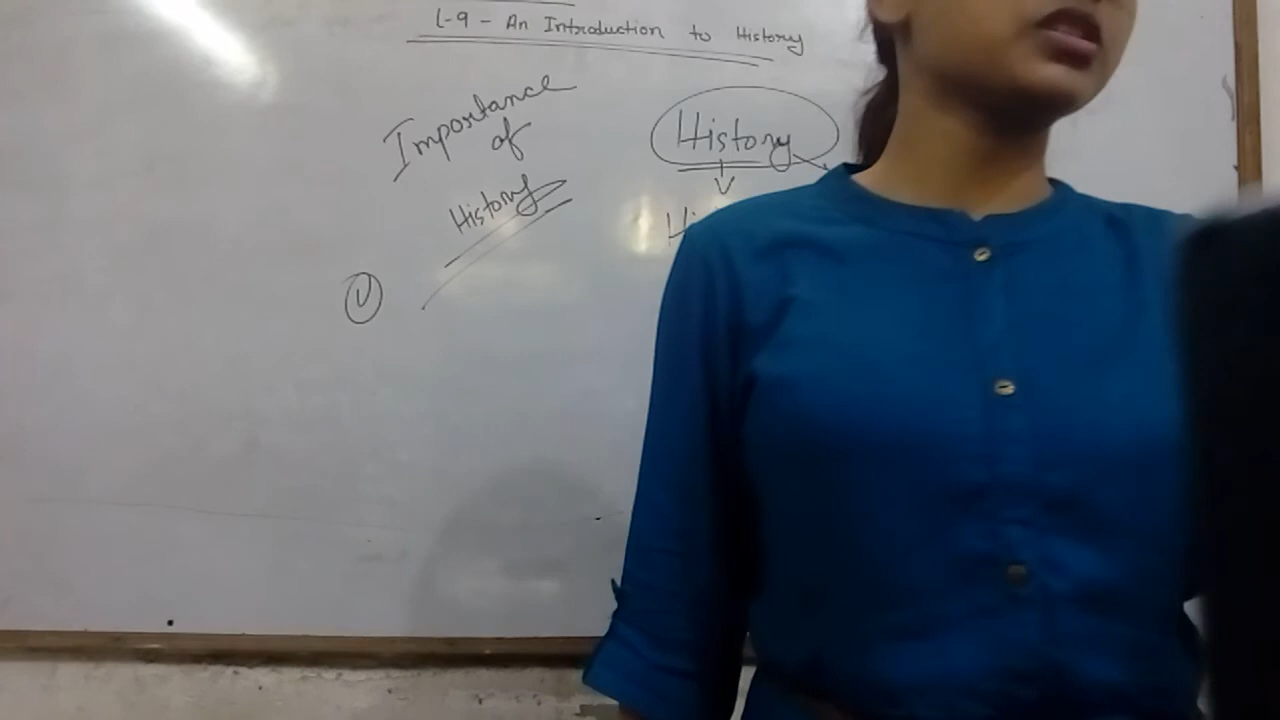 L-9 - An Introduction to History
Importance
of
History
History